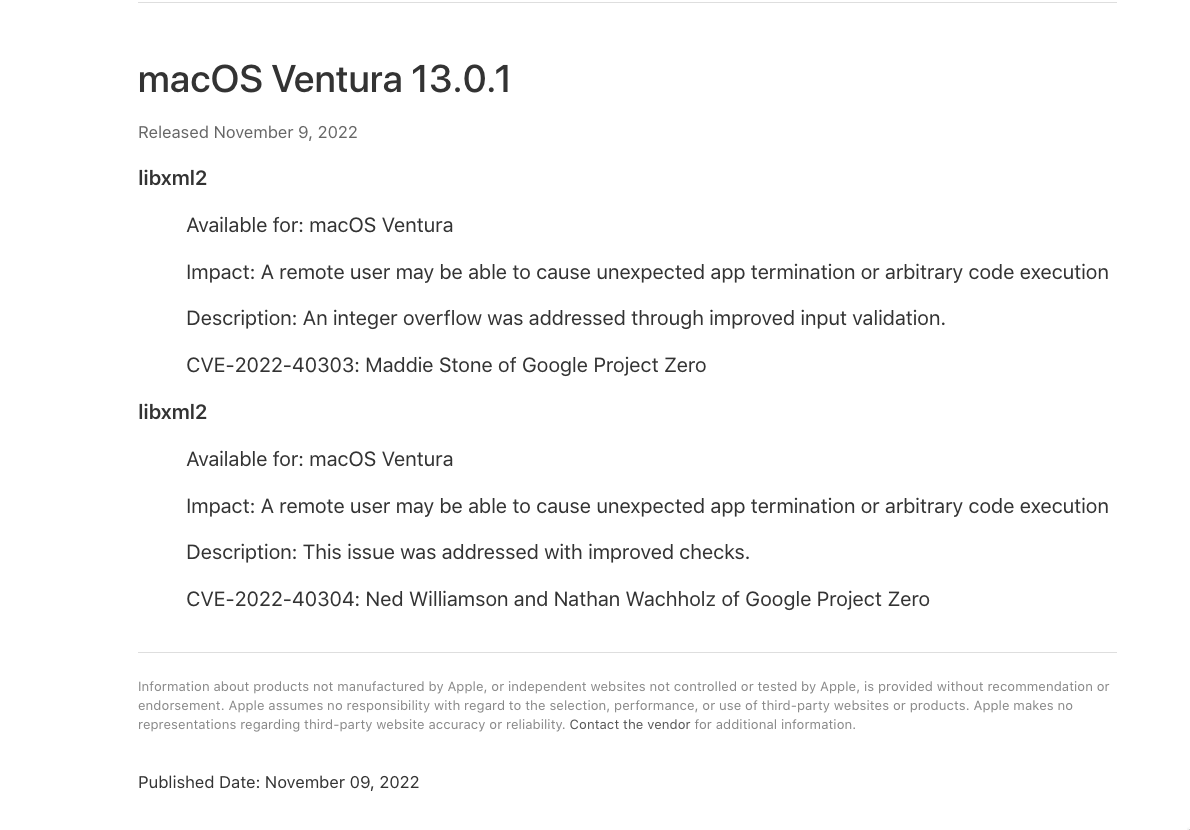 macOS Ventura 13.0.1
Released November 9, 2022
libxml2
Available for: macOS Ventura
Impact: A remote user may be able to cause unexpected app termination or arbitrary code execution
Description: An integer overflow was addressed through improved input validation.
CVE-2022-40303: Maddie Stone of Google Project Zero
libxml2
Available for: macOS Ventura
Impact: A remote user may be able to cause unexpected app termination or arbitrary code execution
Description: This issue was addressed with improved checks.
CVE-2022-40304: Ned Williamson and Nathan Wachholz of Google Project Zero
Information about products not manufactured by Apple, or independent websites not controlled or tested by Apple, is provided without recommendation or
endorsement. Apple assumes no responsibility with regard to the selection, performance, or use of third-party websites or products. Apple makes no
representations regarding third-party website accuracy or reliability. Contact the vendor for additional information.
Published Date: November 09, 2022